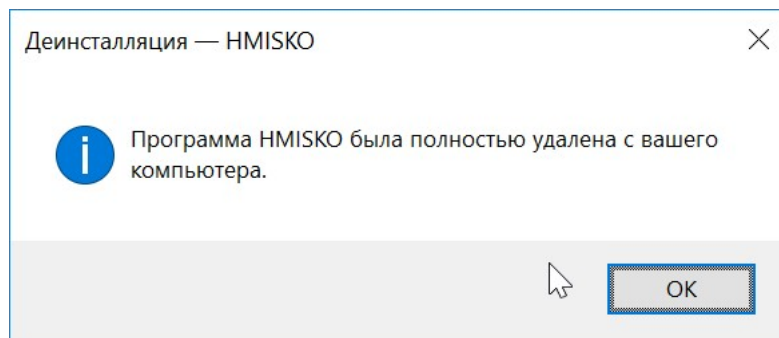 Деинсталляция — HMISKO
Программа HMISKO была полностью удалена с вашего
компьютера.
OK